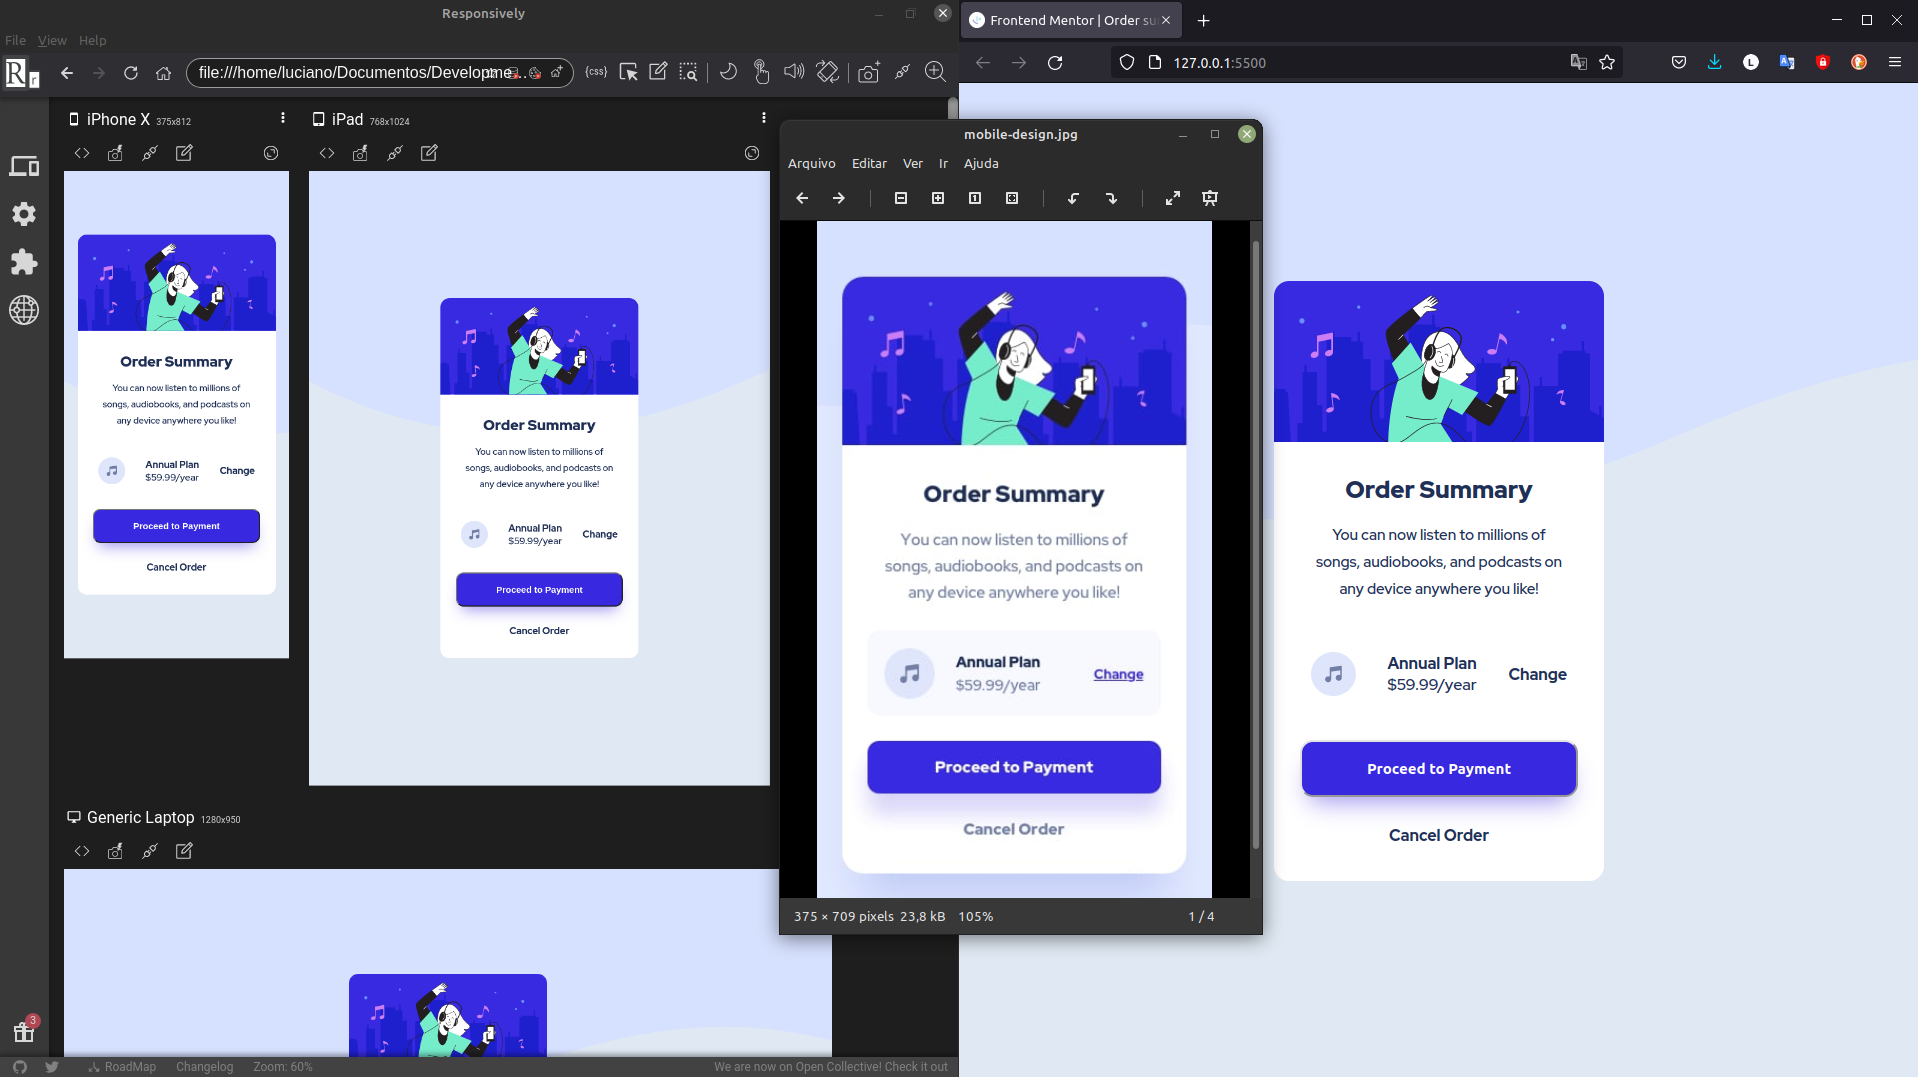 Responsively
File View Help
R r
file:///home/luciano/Documentos/Developme...
{css}
iPhone X 375x812
iPad 768x1024
Order Summary
You can now listen to millions of
songs, audiobooks, and podcasts on
any device anywhere you like!
Annual Plan
$59.99/year
Change
Proceed to Payment
Cancel Order
Order Summary
You can now listen to millions of
songs, audiobooks, and podcasts on
any device anywhere you like!
Annual Plan
$59.99/year
Change
Proceed to Payment
Cancel Order
Generic Laptop 1280x950
3
RoadMap Changelog Zoom: 60%
We are now on Open Collective! Check it out
mobile-design.jpg
Arquivo Editar Ver Ir Ajuda
1
Order Summary
You can now listen to millions of
songs, audiobooks, and podcasts on
any device anywhere you like!
Annual Plan
$59.99/year
Change
Proceed to Payment
Cancel Order
375 × 709 pixels 23,8 kB 105%
1 / 4
Frontend Mentor | Order su
127.0.0.1:5500
L
Order Summary
You can now listen to millions of
songs, audiobooks, and podcasts on
any device anywhere you like!
Annual Plan
$59.99/year
Change
Proceed to Payment
Cancel Order